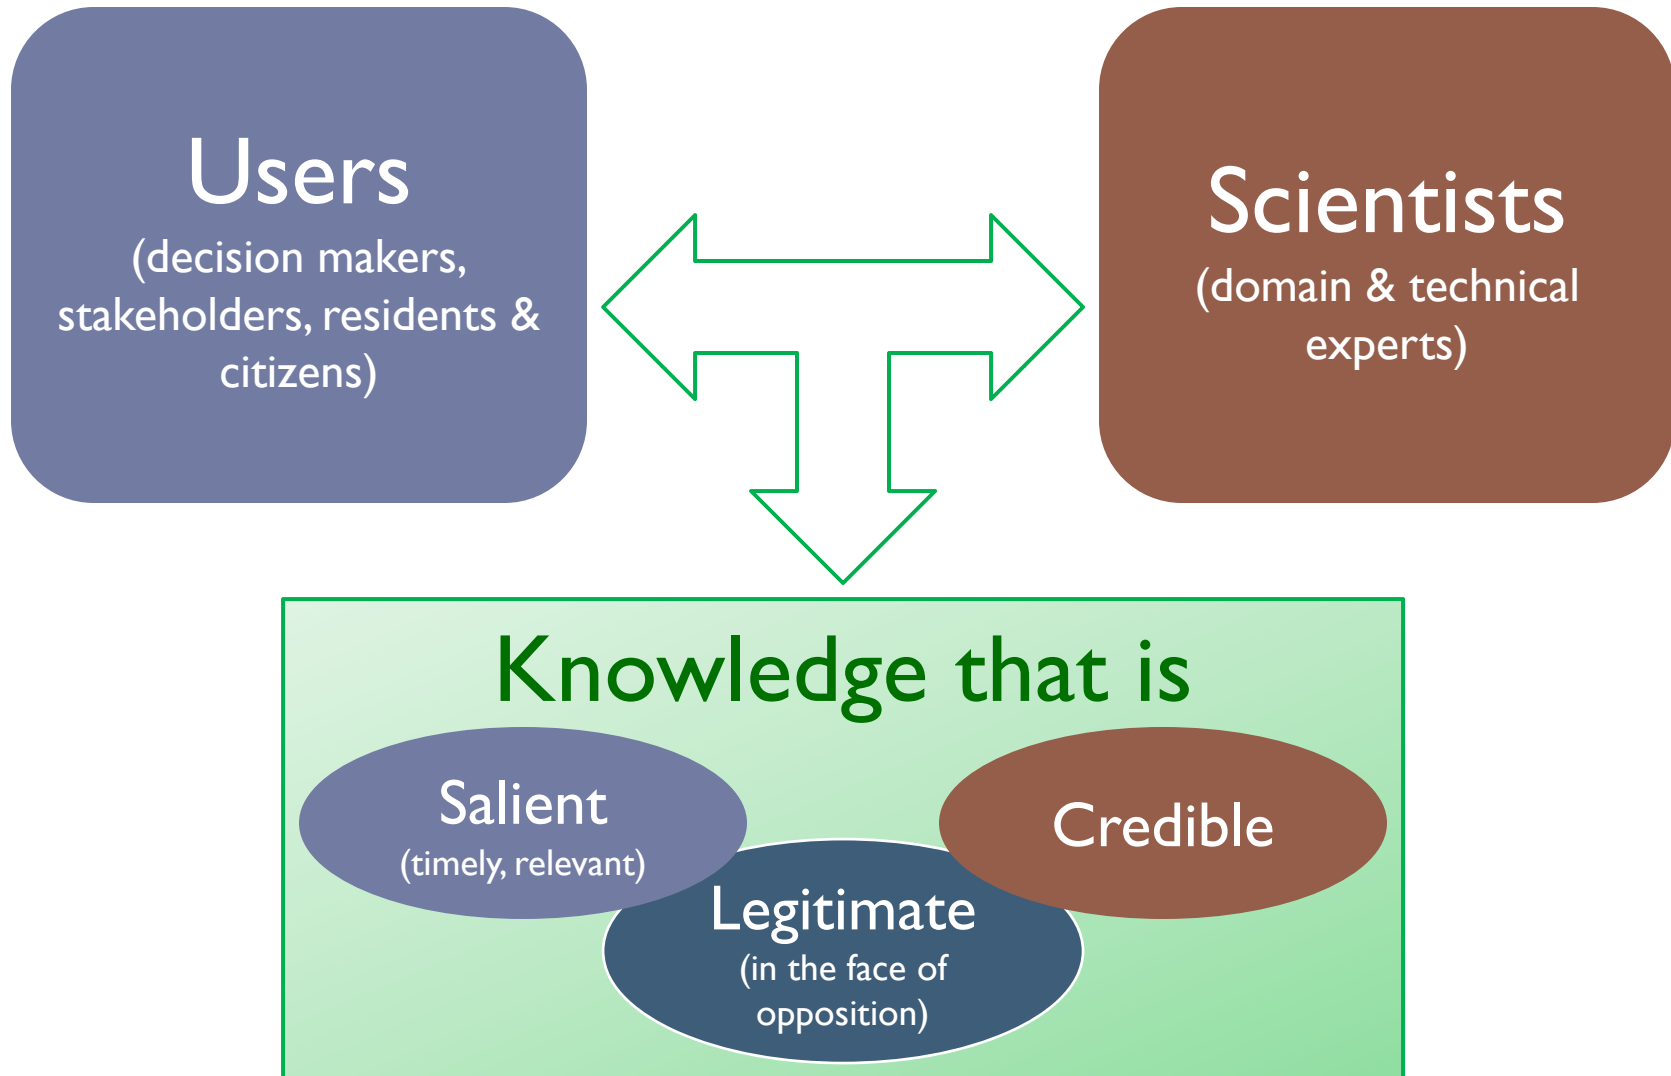 Users
(decision makers,
stakeholders, residents &
citizens)
Scientists
(domain & technical
experts)
Knowledge that is
Salient
(timely, relevant)
Credible
Legitimate
(in the face of
opposition)